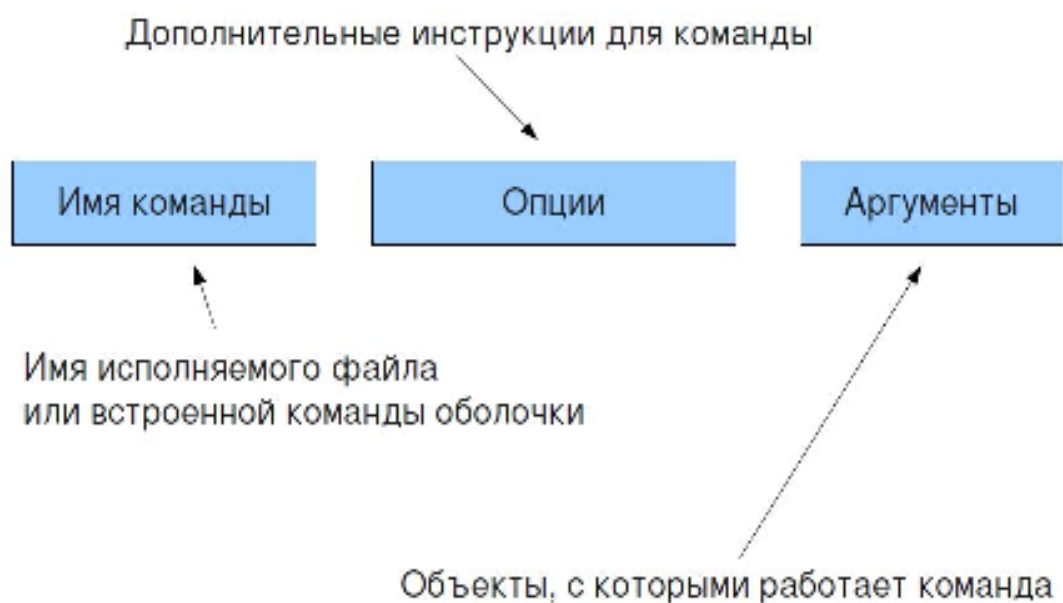 Дополнительные инструкции для команды
Имя команды
Опции
Аргументы
Имя исполняемого файла
или встроенной команды оболочки
Объекты, с которыми работает команда